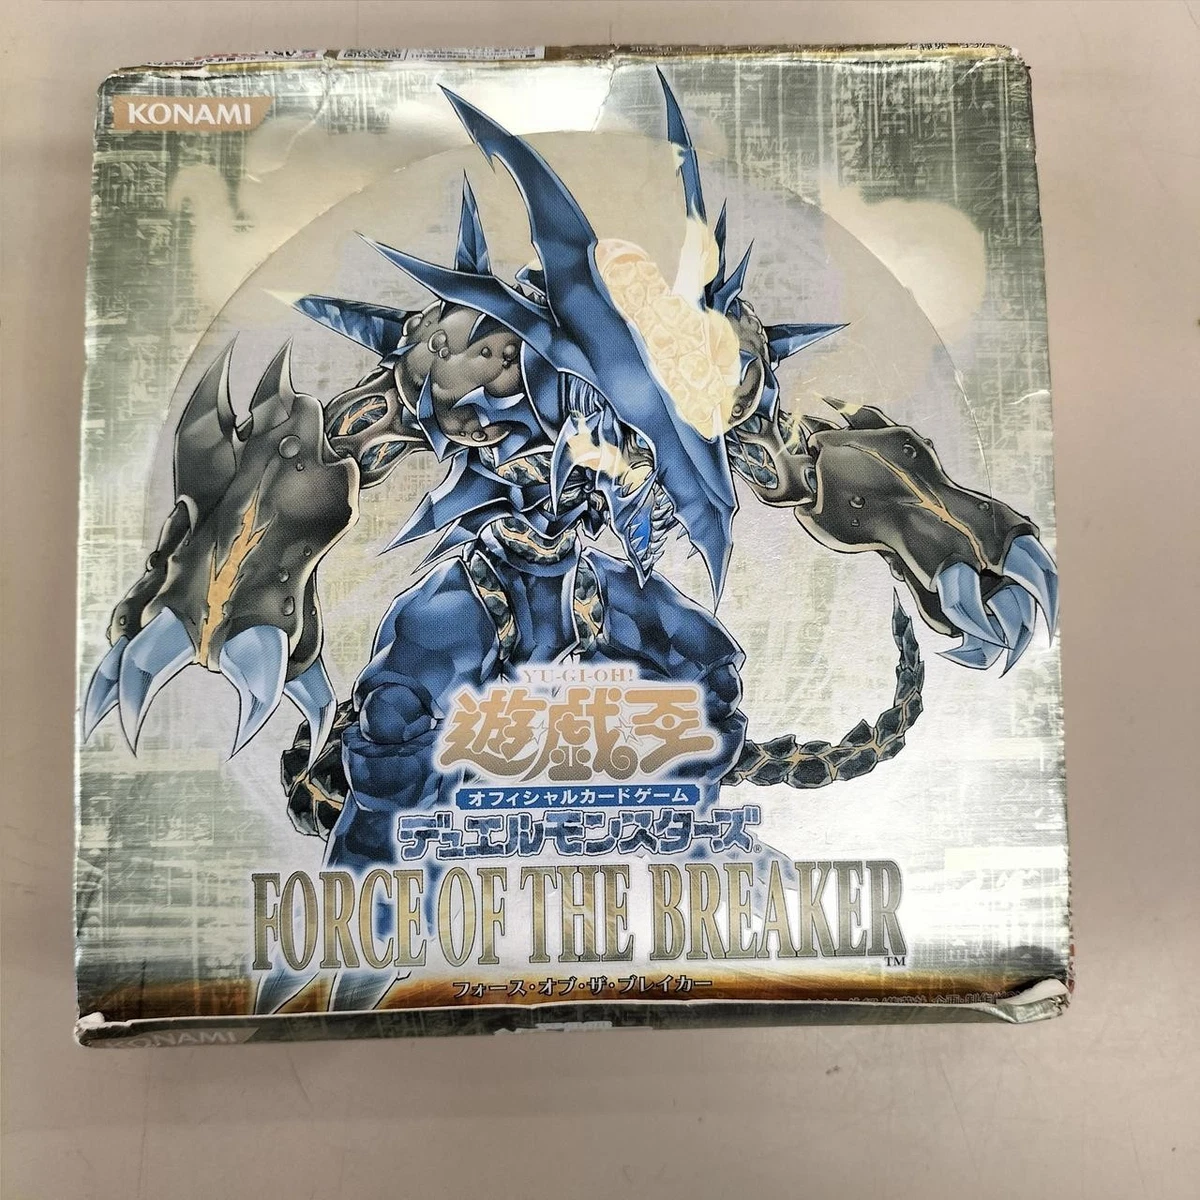 KONAMI
YU-GI-OH!
遊戯王
オフィシャルカードゲーム
デュエルモンスターズ®
FORCE OF THE BREAKER™
フォース・オブ・ザ・ブレイカー
KONAMI